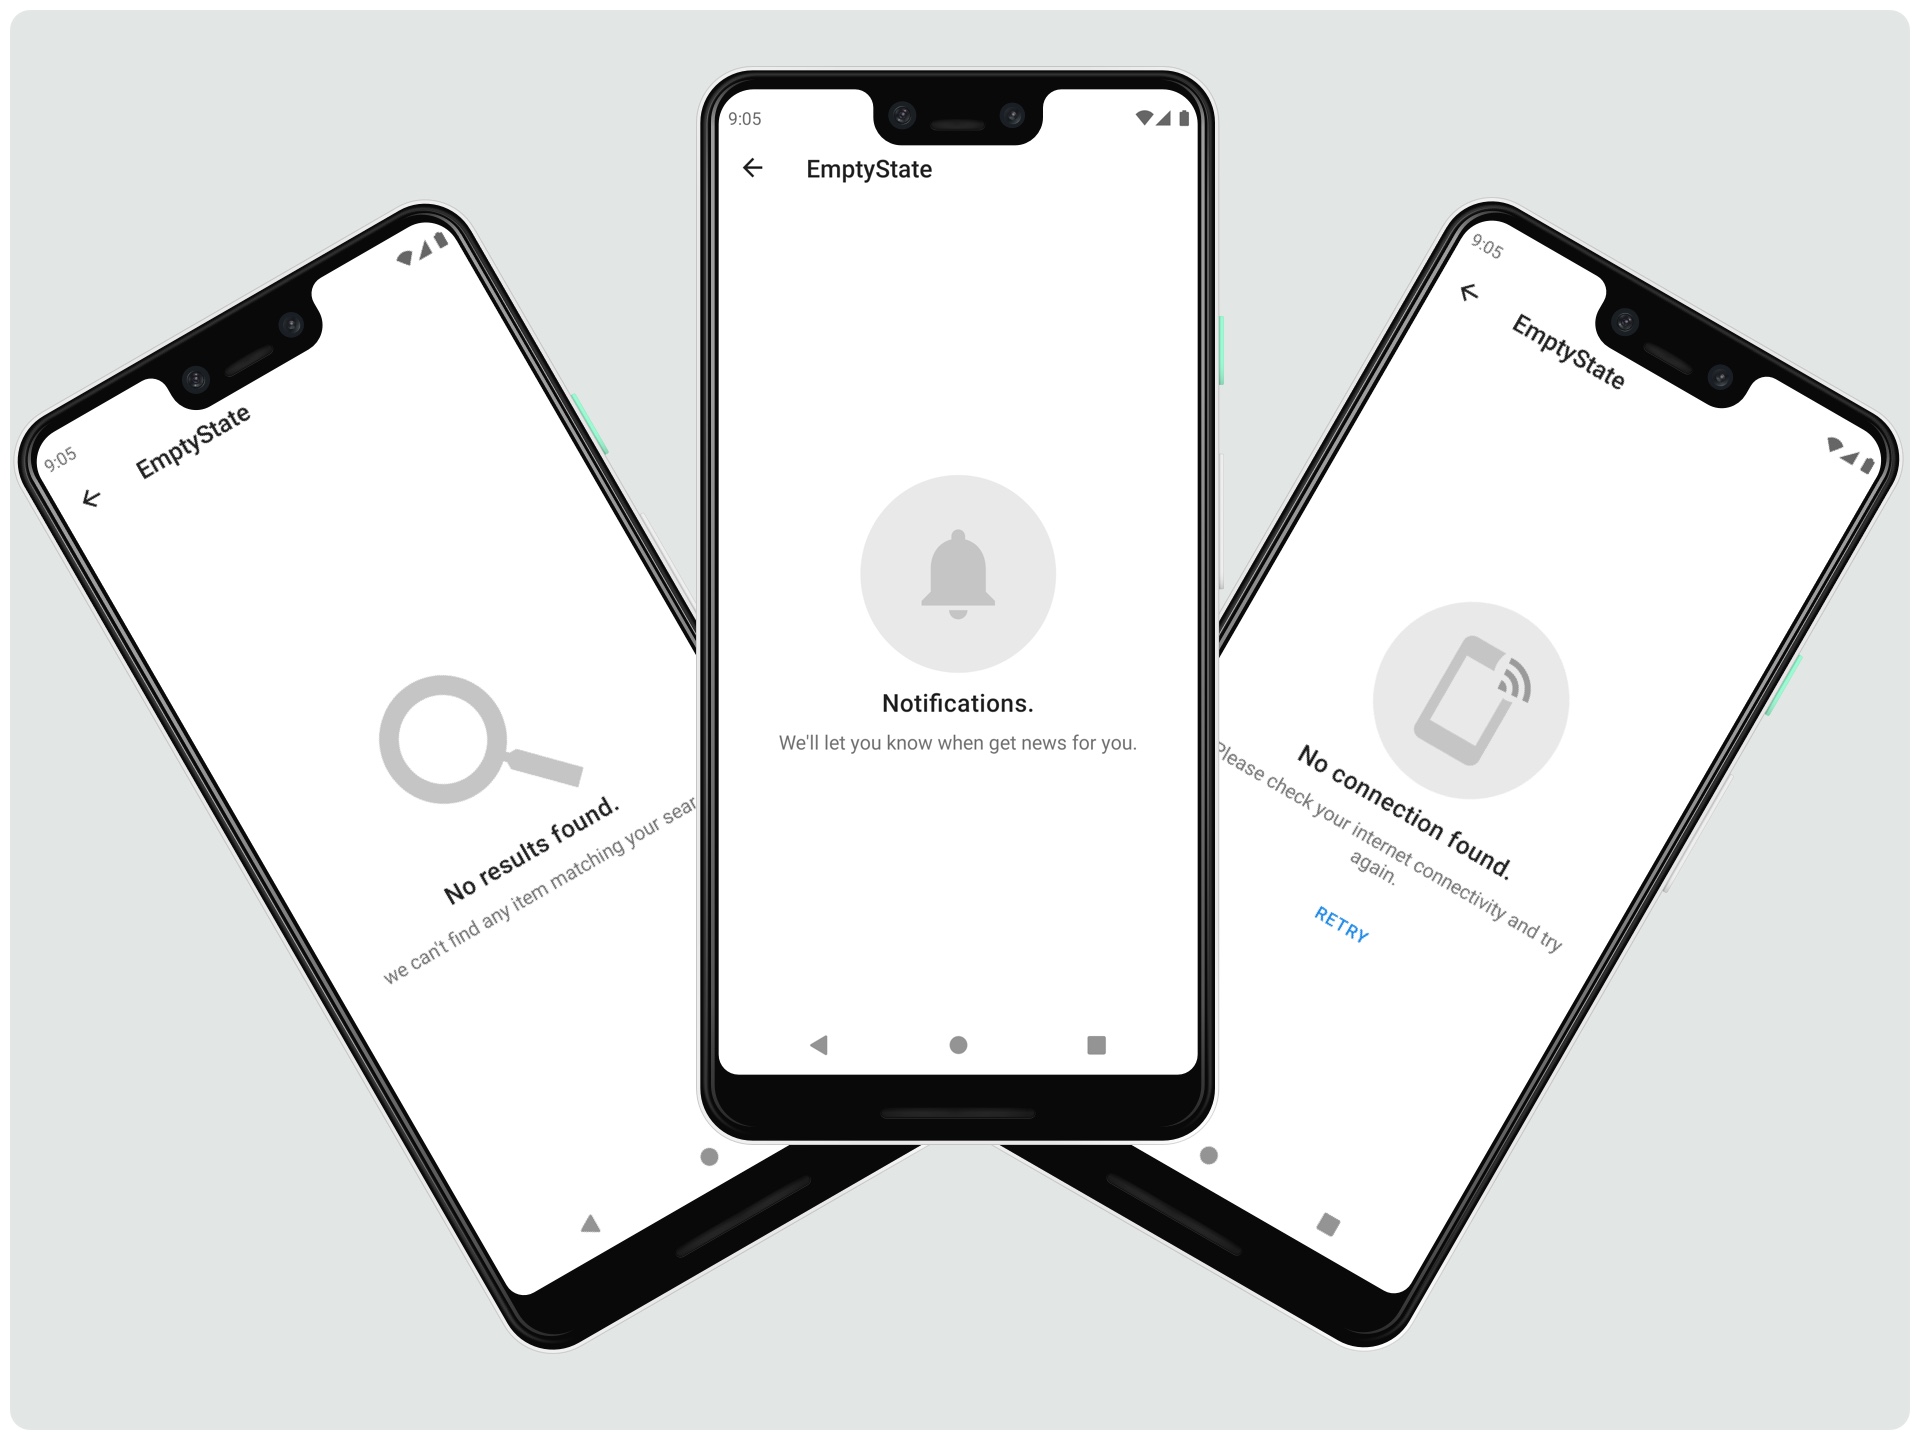 9:05
EmptyState
No results found.
we can't find any item matching your
9:05
EmptyState
Notifications.
We'll let you know when get news for you.
9:05
EmptyState
No connection found.
Please check your internet connectivity and try
again.
RETRY